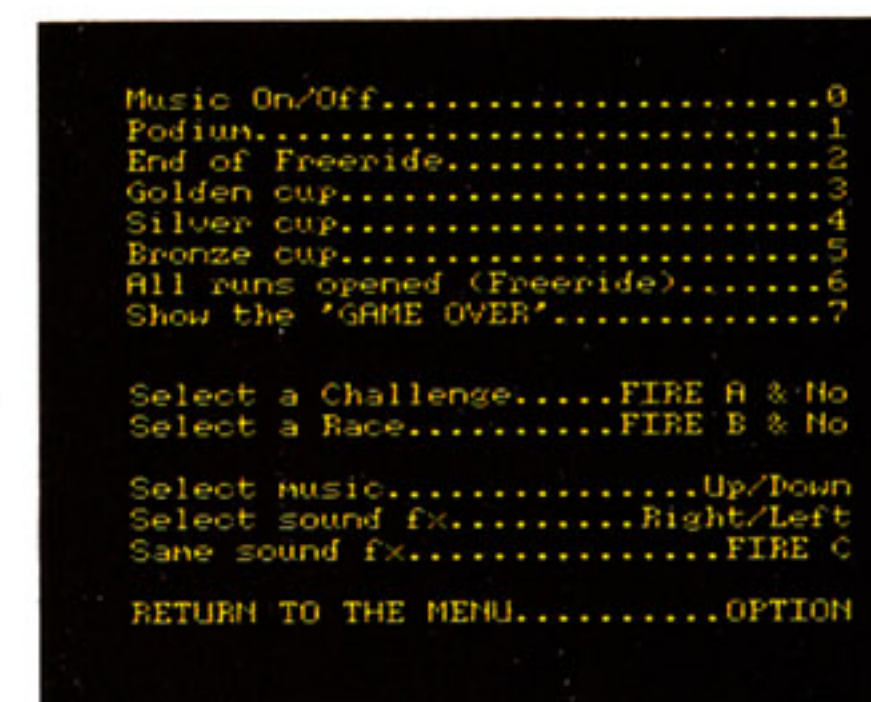 Music On/Off.......................0
Podium.............................1
End of Freeride...................2
Golden cup.........................3
Silver cup.........................4
Bronze cup.........................5
All runs opened (Freeride).......6
Show the 'GAME OVER'..............7
Select a Challenge.....FIRE A & No
Select a Race..........FIRE B & No
Select music................Up/Down
Select sound fx.........Right/Left
Same sound fx...............FIRE C
RETURN TO THE MENU..........OPTION